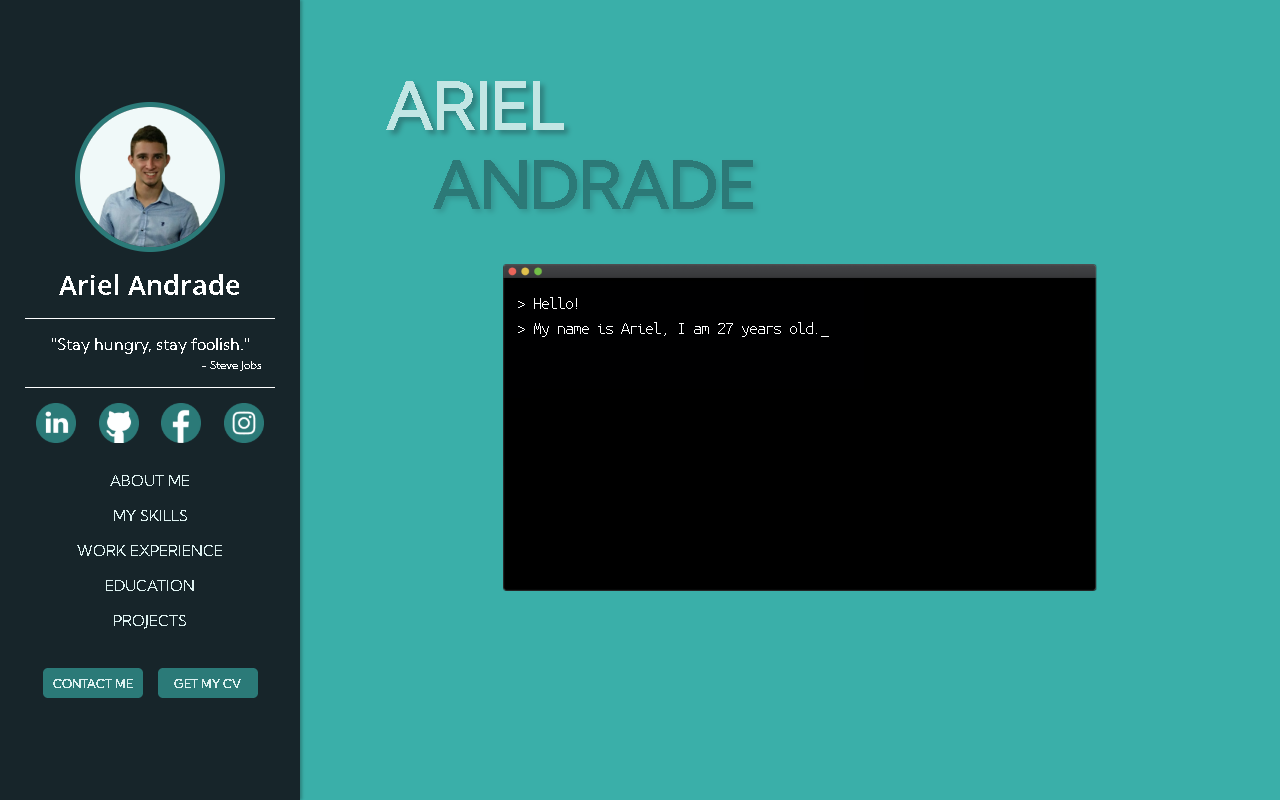 Ariel Andrade
"Stay hungry, stay foolish."
- Steve Jobs
in
f
ABOUT ME
MY SKILLS
WORK EXPERIENCE
EDUCATION
PROJECTS
CONTACT ME
GET MY CV
ARIEL
ANDRADE
> Hello!
> My name is Ariel, I am 27 years old._